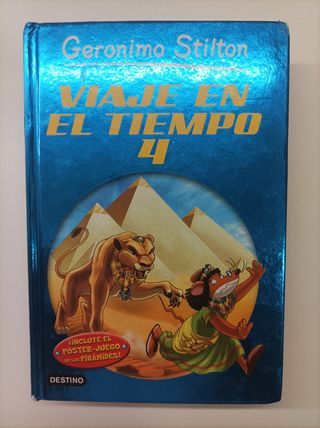 Geronimo Stilton
VIAJE EN
EL TIEMPO
4
¡INCLUYE EL
PÓSTER-JUEGO
DE LAS PIRÁMIDES!
DESTINO